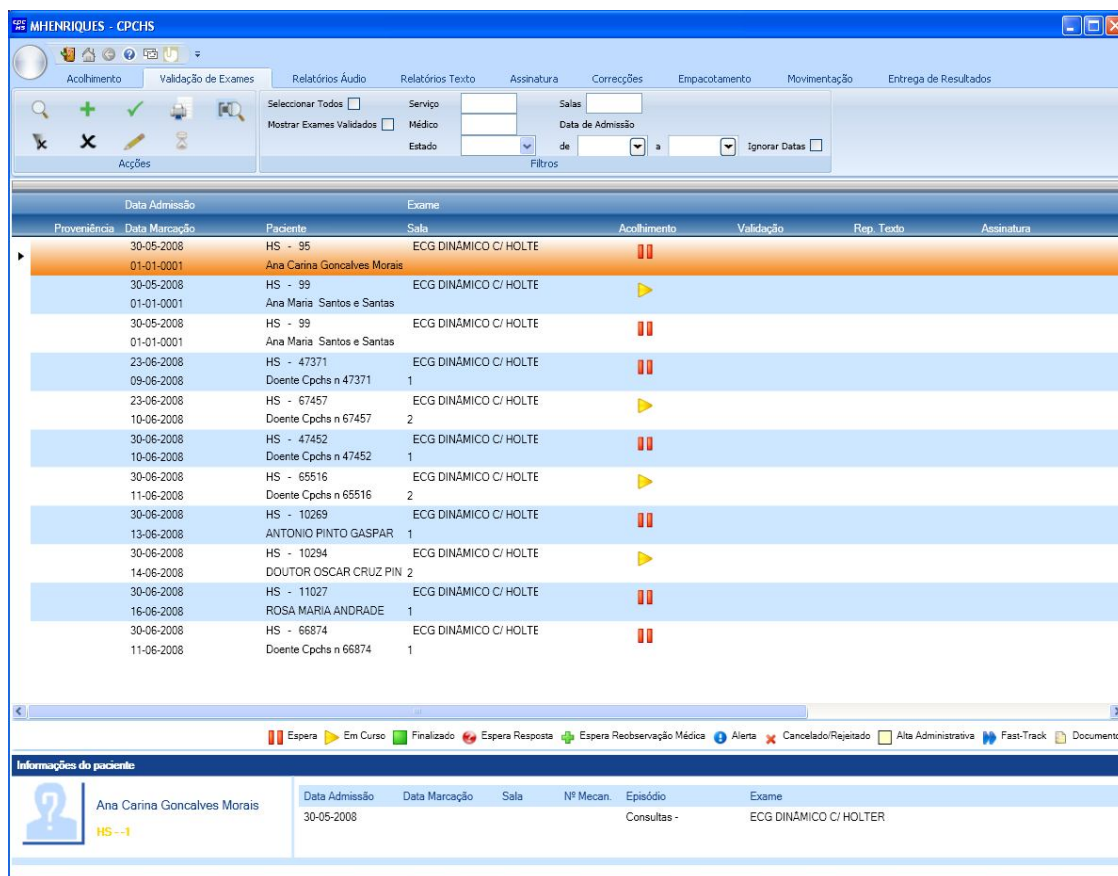 CPC HS MHENRIQUES - CPCHS
Acolhimento Validação de Exames Relatórios Áudio Relatórios Texto Assinatura Correcções Empacotamento Movimentação Entrega de Resultados
Seleccionar Todos Serviço Salas
Mostrar Exames Validados Médico Data de Admissão
Estado de a Ignorar Datas
Acções Filtros
Data Admissão Exame
Proveniência Data Marcação Paciente Sala Acolhimento Validação Rep. Texto Assinatura
30-05-2008 HS - 95 ECG DINÂMICO C/ HOLTE
01-01-0001 Ana Carina Goncalves Morais
30-05-2008 HS - 99 ECG DINÂMICO C/ HOLTE
01-01-0001 Ana Maria Santos e Santas
30-05-2008 HS - 99 ECG DINÂMICO C/ HOLTE
01-01-0001 Ana Maria Santos e Santas
23-06-2008 HS - 47371 ECG DINÂMICO C/ HOLTE
09-06-2008 Doente Cpchs n 47371 1
23-06-2008 HS - 67457 ECG DINÂMICO C/ HOLTE
10-06-2008 Doente Cpchs n 67457 2
30-06-2008 HS - 47452 ECG DINÂMICO C/ HOLTE
10-06-2008 Doente Cpchs n 47452 1
30-06-2008 HS - 65516 ECG DINÂMICO C/ HOLTE
11-06-2008 Doente Cpchs n 65516 2
30-06-2008 HS - 10269 ECG DINÂMICO C/ HOLTE
13-06-2008 ANTONIO PINTO GASPAR 1
30-06-2008 HS - 10294 ECG DINÂMICO C/ HOLTE
14-06-2008 DOUTOR OSCAR CRUZ PIN 2
30-06-2008 HS - 11027 ECG DINÂMICO C/ HOLTE
16-06-2008 ROSA MARIA ANDRADE 1
30-06-2008 HS - 66874 ECG DINÂMICO C/ HOLTE
11-06-2008 Doente Cpchs n 66874 1
Espera Em Curso Finalizado Espera Resposta Espera Reobservação Médica Alerta Cancelado/Rejeitado Alta Administrativa Fast-Track Documento
Informações do paciente
Data Admissão Data Marcação Sala Nº Mecan. Episódio Exame
Ana Carina Goncalves Morais
30-05-2008 Consultas - ECG DINÂMICO C/ HOLTER
HS - -1